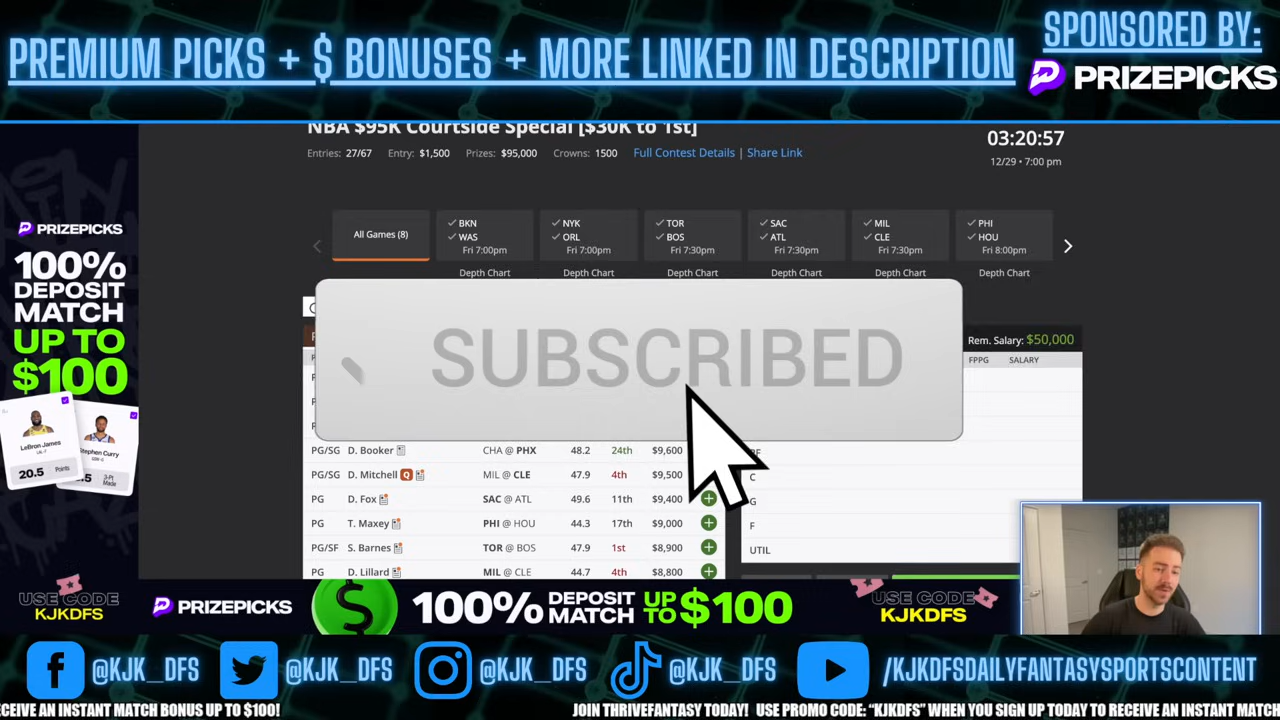 PREMIUM PICKS + $ BONUSES + MORE LINKED IN DESCRIPTION
SPONSORED BY:
PRIZEPICKS
NBA $95K Courtside Special [$30K to 1st]
Entries: 27/67 Entry: $1,500 Prizes: $95,000 Crowns: 1500 Full Contest Details | Share Link
03:20:57
12/29 • 7:00 pm
All Games (8)
BKN
WAS
Fri 7:00pm
Depth Chart
NYK
ORL
Fri 7:00pm
Depth Chart
TOR
BOS
Fri 7:30pm
Depth Chart
SAC
ATL
Fri 7:30pm
Depth Chart
MIL
CLE
Fri 7:30pm
Depth Chart
PHI
HOU
Fri 8:00pm
Depth Chart
PRIZEPICKS
100%
DEPOSIT
MATCH
UP TO
$100
LeBron James
20.5 Points
Stephen Curry
3-Pt
Made
SUBSCRIBED
Rem. Salary: $50,000
FPPG SALARY
PG/SG D. Booker CHA @ PHX 48.2 24th $9,600
PG/SG D. Mitchell Q MIL @ CLE 47.9 4th $9,500
PG D. Fox SAC @ ATL 49.6 11th $9,400
PG T. Maxey PHI @ HOU 44.3 17th $9,000
PG/SF S. Barnes TOR @ BOS 47.9 1st $8,900
PG D. Lillard MIL @ CLE 44.7 4th $8,800
C
G
F
UTIL
USE CODE
KJKDFS
PRIZEPICKS
$
100% DEPOSIT MATCH UP TO $100
USE CODE
KJKDFS
@KJK_DFS
@KJK_DFS
@KJK_DFS
@KJK_DFS
/KJKDFSDAILYFANTASYSPORTSCONTENT
ECEIVE AN INSTANT MATCH BONUS UP TO $100! JOIN THRIVEFANTASY TODAY! USE PROMO CODE: "KJKDFS" WHEN YOU SIGN UP TODAY TO RECEIVE AN INSTANT MATCH